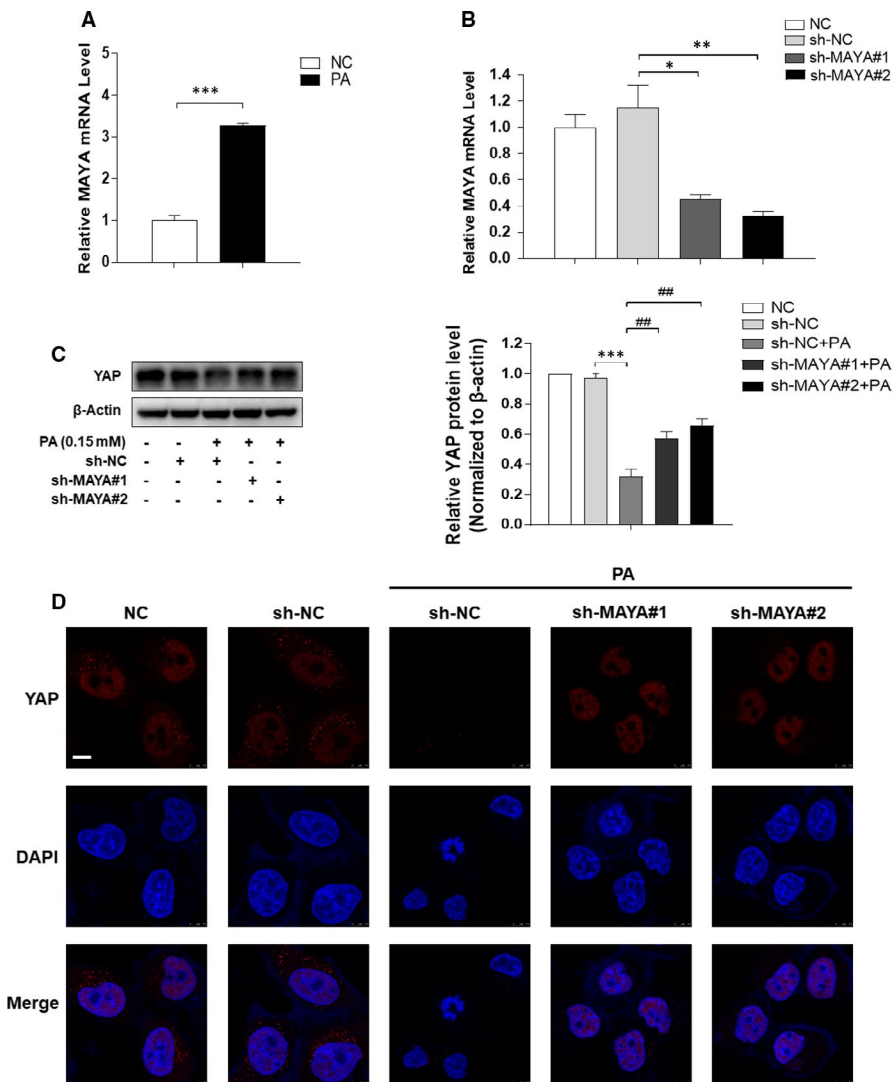 A
NC
PA
***
Relative MAYA mRNA Level
5
4
3
2
1
0
B
NC
sh-NC
sh-MAYA#1
sh-MAYA#2
**
*
Relative MAYA mRNA Level
1.4
1.2
1.0
0.8
0.6
0.4
0.2
0.0
C
YAP
β-Actin
PA (0.15 mM) - - + + +
sh-NC - + +
sh-MAYA#1 - +
sh-MAYA#2 - +
NC
sh-NC
sh-NC+PA
sh-MAYA#1+PA
sh-MAYA#2+PA
##
##
***
Relative YAP protein level
(Normalized to β-actin)
1.2
1.0
0.8
0.6
0.4
0.2
0.0
PA
D
NC sh-NC sh-NC sh-MAYA#1 sh-MAYA#2
YAP
DAPI
Merge